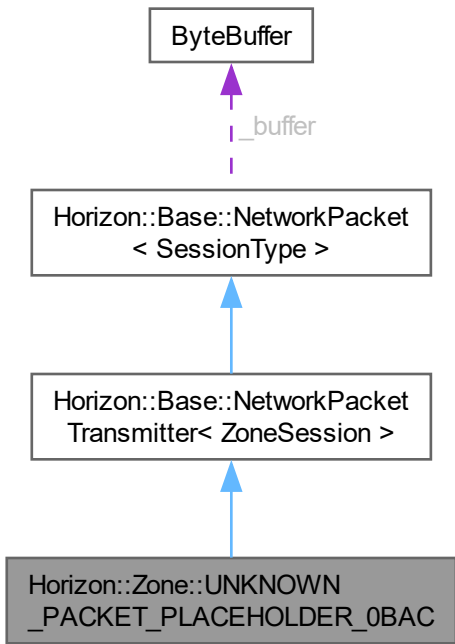 ByteBuffer
_buffer
Horizon::Base::NetworkPacket
< SessionType >
Horizon::Base::NetworkPacket
Transmitter< ZoneSession >
Horizon::Zone::UNKNOWN
_PACKET_PLACEHOLDER_0BAC